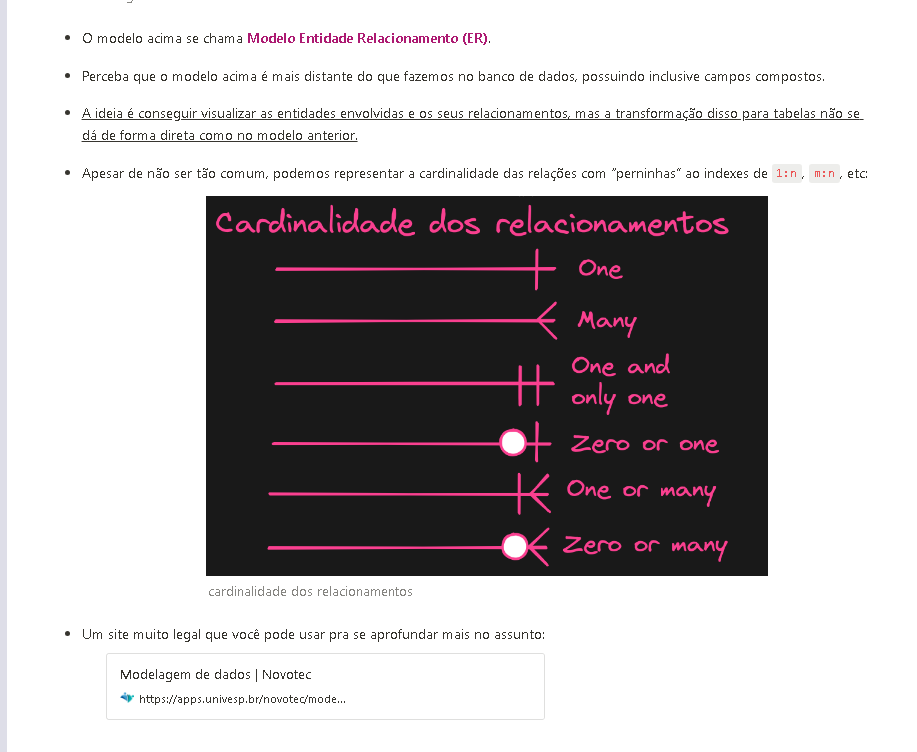 O modelo acima se chama Modelo Entidade Relacionamento (ER).
Perceba que o modelo acima é mais distante do que fazemos no banco de dados, possuindo inclusive campos compostos.
A ideia é conseguir visualizar as entidades envolvidas e os seus relacionamentos, mas a transformação disso para tabelas não se
dá de forma direta como no modelo anterior.
Apesar de não ser tão comum, podemos representar a cardinalidade das relações com “perninhas” ao indexes de 1:n, m:n, etc:
Cardinalidade dos relacionamentos
One
Many
One and
only one
Zero or one
One or many
Zero or many
cardinalidade dos relacionamentos
Um site muito legal que você pode usar pra se aprofundar mais no assunto:
Modelagem de dados | Novotec
https://apps.univesp.br/novotec/mode...